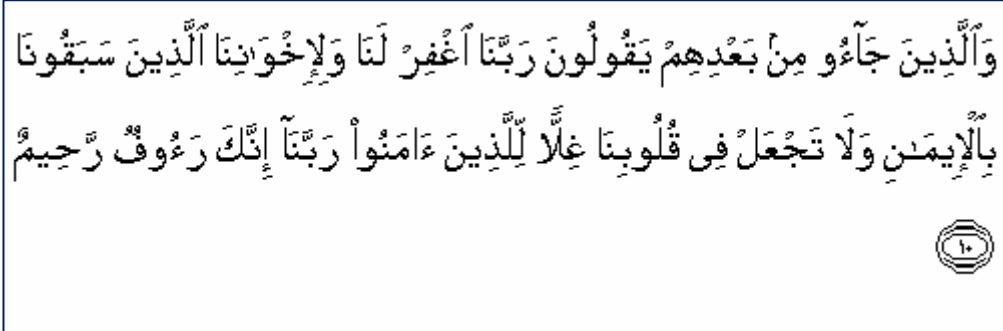 وَٱلَّذِينَ جَآءُو مِنۢ بَعْدِهِمْ يَقُولُونَ رَبَّنَا ٱغْفِرْ لَنَا وَلِإِخْوَٰنِنَا ٱلَّذِينَ سَبَقُونَا
بِٱلْإِيمَـٰنِ وَلَا تَجْعَلْ فِى قُلُوبِنَا غِلًّا لِّلَّذِينَ ءَامَنُوا۟ رَبَّنَآ إِنَّكَ رَءُوفٌ رَّحِيمٌ
١٠